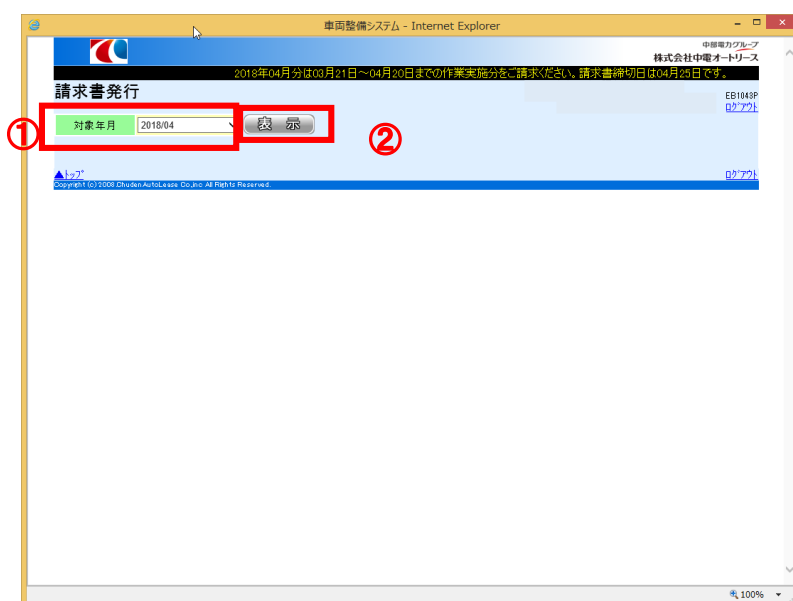 車両整備システム - Internet Explorer
中部電力グループ
株式会社中電オートリース
2018年04月分は03月21日～04月20日までの作業実施分をご請求ください。請求書締切日は04月25日です。
請求書発行
EB1043P
ログアウト
① 対象年月 2018/04 表 示 ②
▲トップ ログアウト
Copyright (c) 2008.Chuden AutoLease Co.,inc All Rights Reserved.
100%